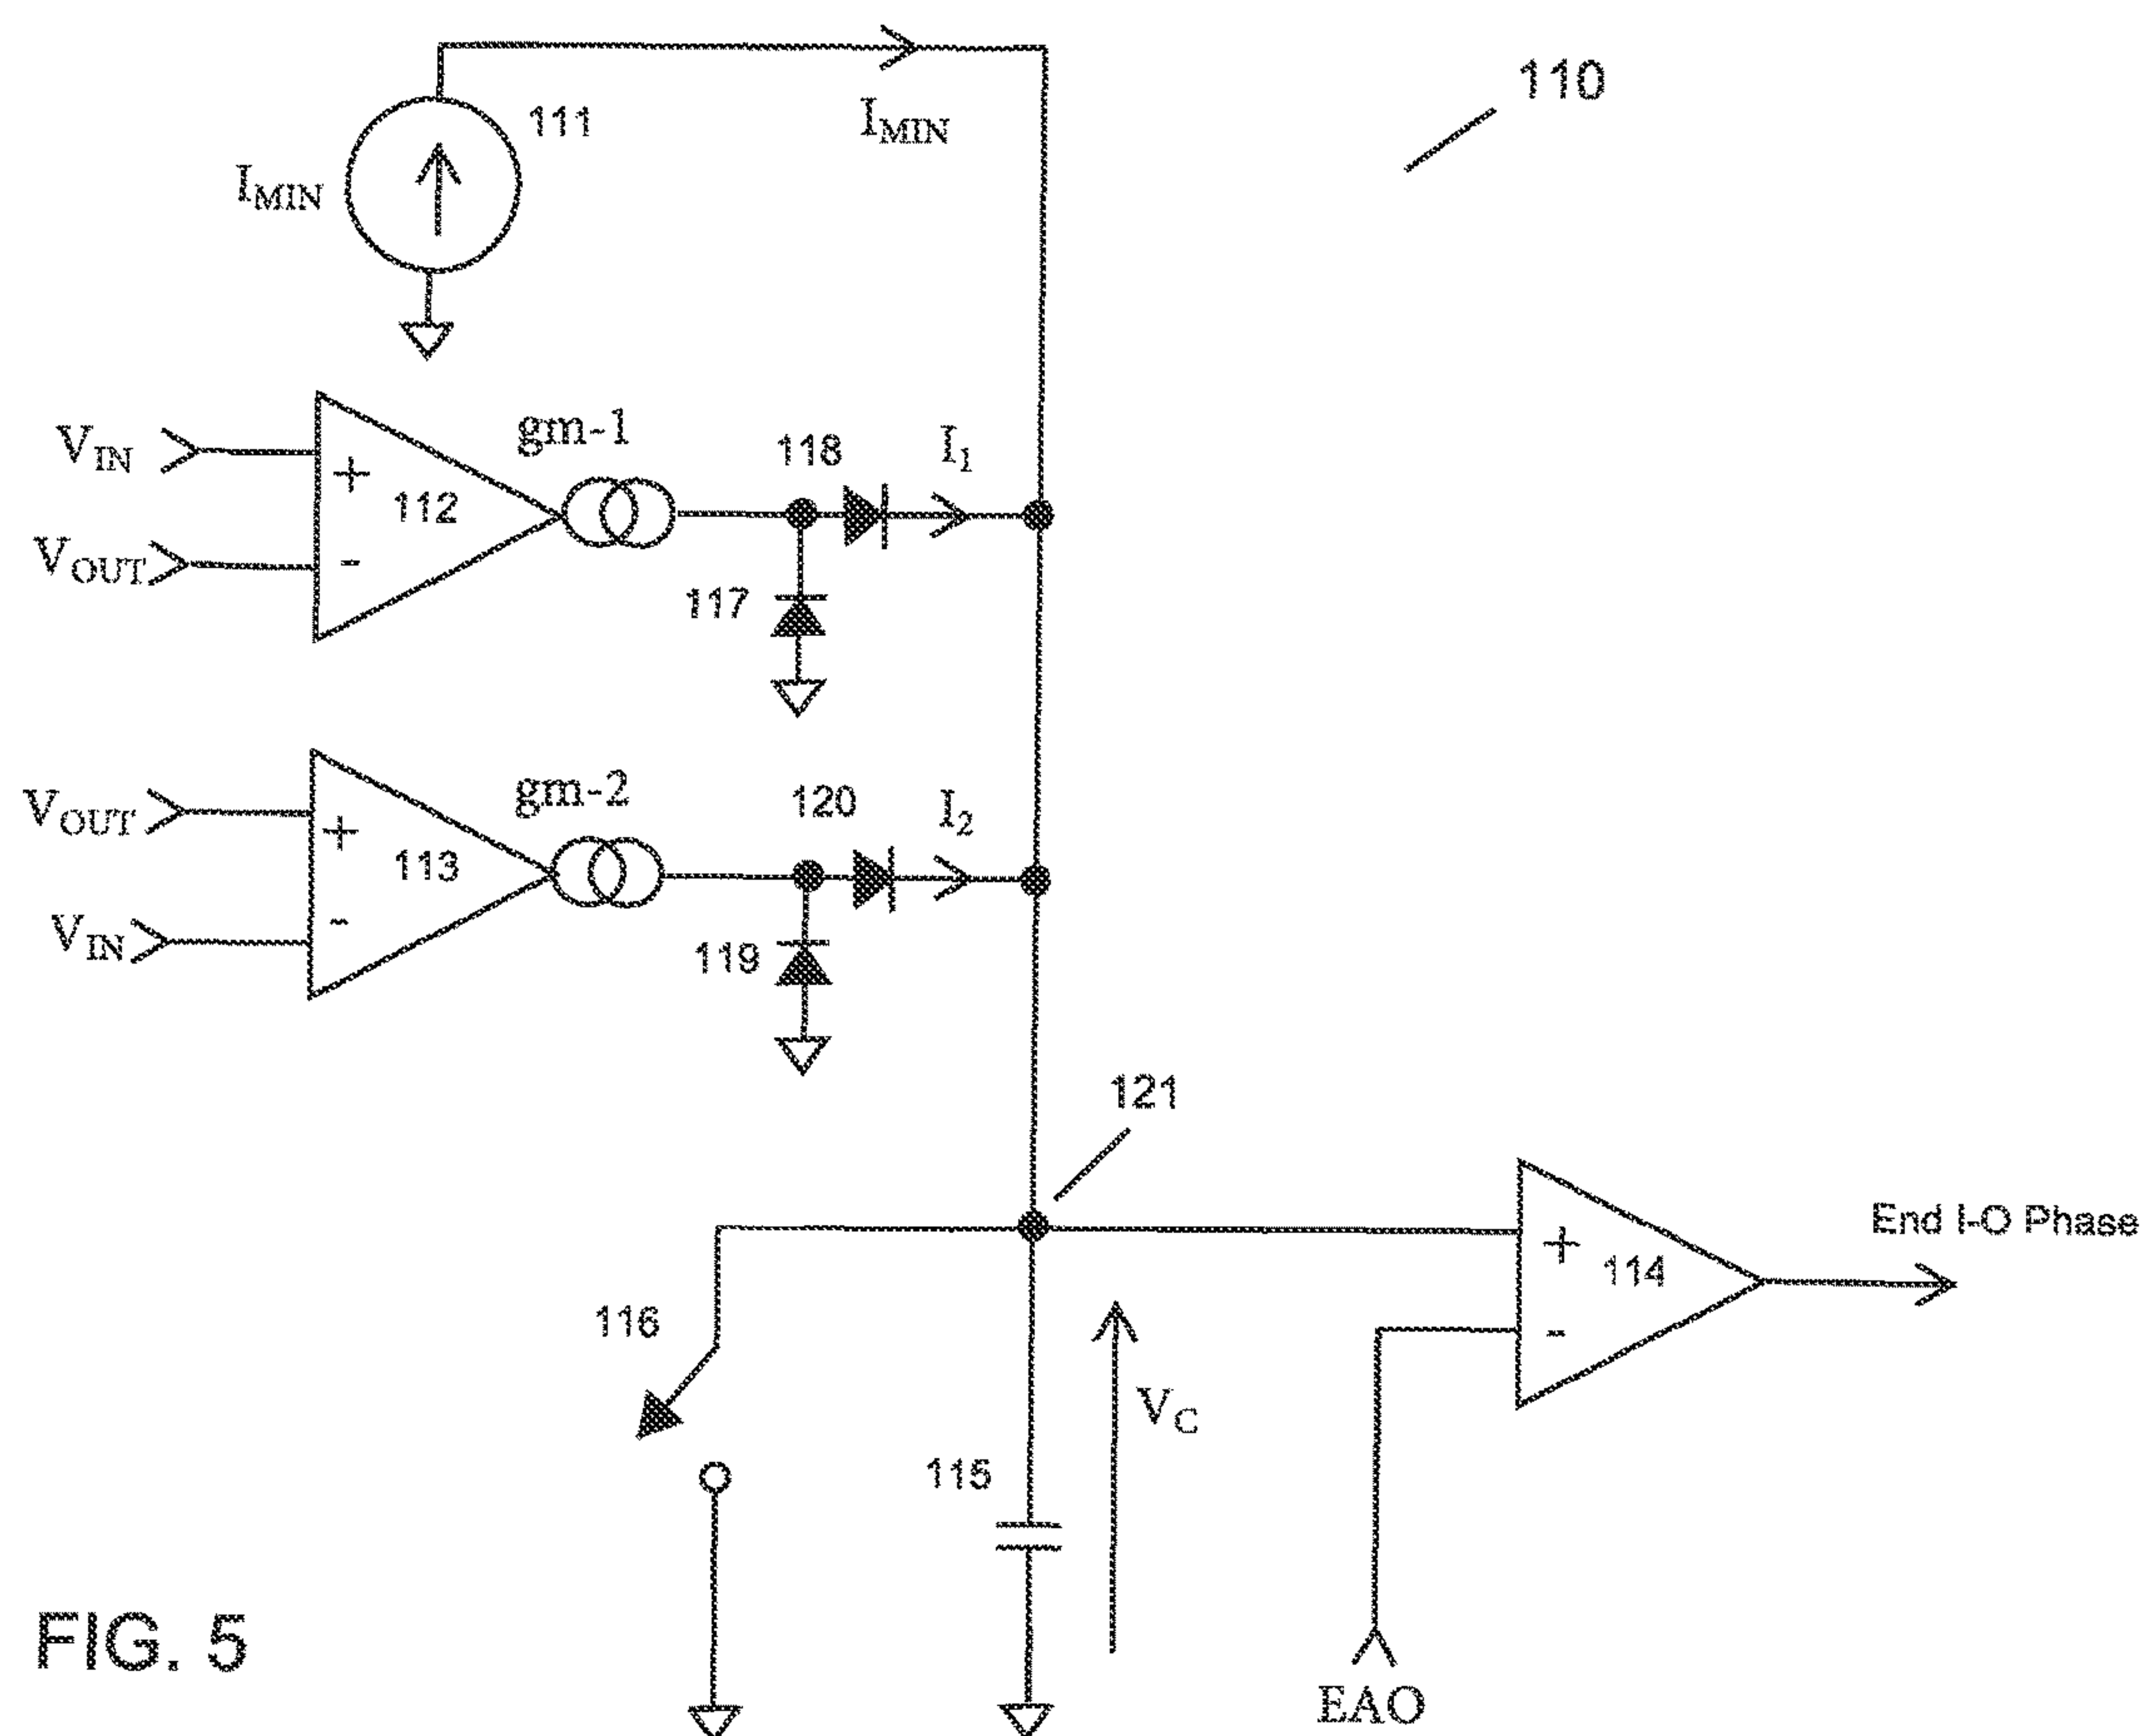 110
111
I_MIN
I_MIN
V_IN
V_OUT
+
-
112
gm-1
118
I_1
117
V_OUT
V_IN
+
-
113
gm-2
120
I_2
119
121
116
115
V_C
+
-
114
End I-O Phase
EAO
FIG. 5